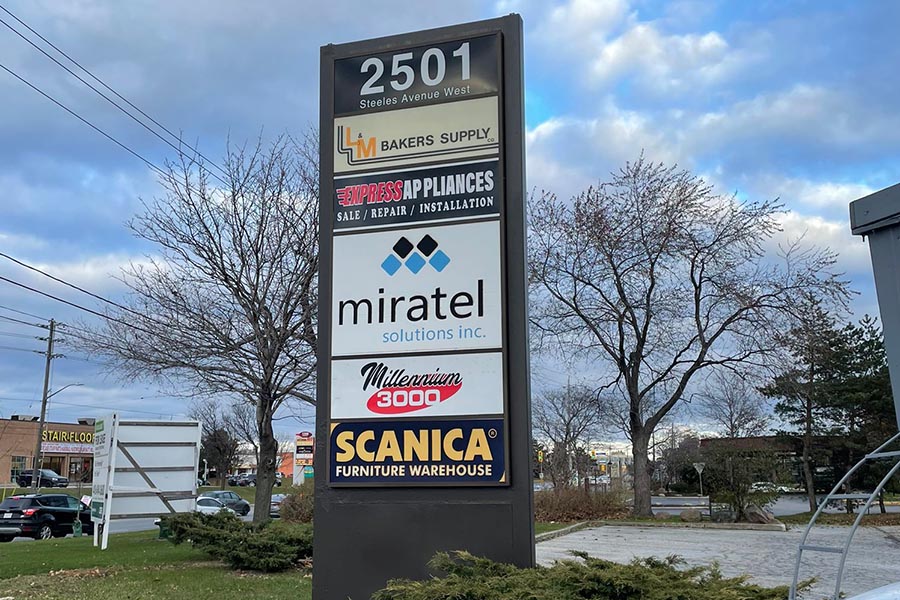 2501
Steeles Avenue West
L&M BAKERS SUPPLY CO.
EXPRESS APPLIANCES
SALE / REPAIR / INSTALLATION
miratel
solutions inc.
Millennium
3000
SCANICA®
FURNITURE WAREHOUSE
STAIR FLOOR